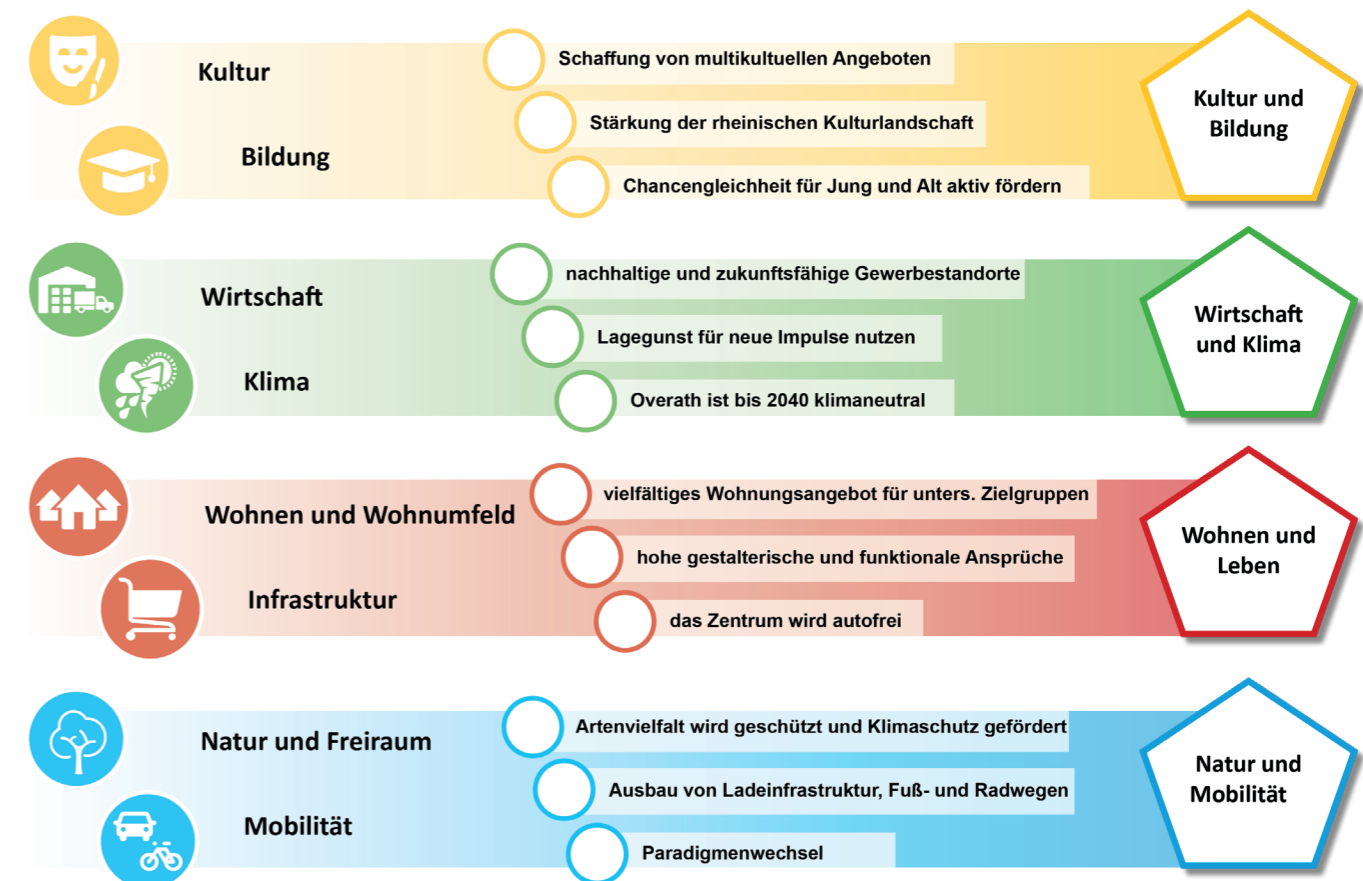 Kultur
Bildung
Schaffung von multikultuellen Angeboten
Stärkung der rheinischen Kulturlandschaft
Chancengleichheit für Jung und Alt aktiv fördern
Kultur und
Bildung
Wirtschaft
Klima
nachhaltige und zukunftsfähige Gewerbestandorte
Lagegunst für neue Impulse nutzen
Overath ist bis 2040 klimaneutral
Wirtschaft
und Klima
Wohnen und Wohnumfeld
Infrastruktur
vielfältiges Wohnungsangebot für unters. Zielgruppen
hohe gestalterische und funktionale Ansprüche
das Zentrum wird autofrei
Wohnen und
Leben
Natur und Freiraum
Mobilität
Artenvielfalt wird geschützt und Klimaschutz gefördert
Ausbau von Ladeinfrastruktur, Fuß- und Radwegen
Paradigmenwechsel
Natur und
Mobilität